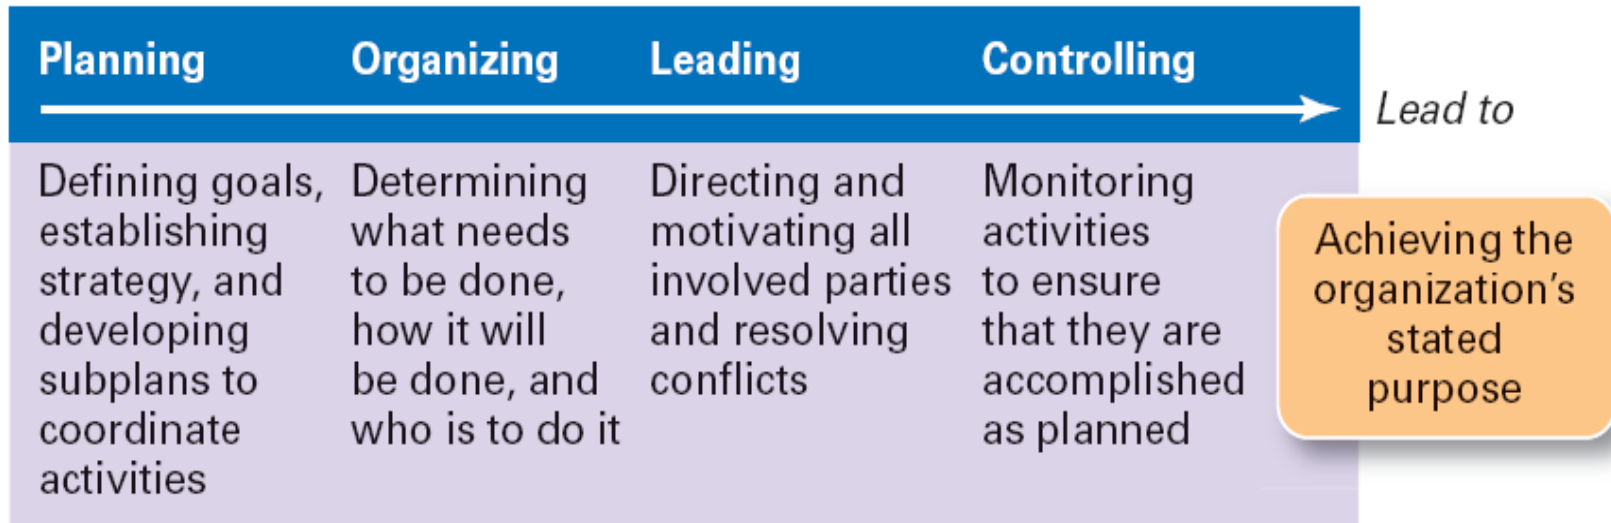 Planning
Organizing
Leading
Controlling
Lead to
Defining goals,
establishing
strategy, and
developing
subplans to
coordinate
activities
Determining
what needs
to be done,
how it will
be done, and
who is to do it
Directing and
motivating all
involved parties
and resolving
conflicts
Monitoring
activities
to ensure
that they are
accomplished
as planned
Achieving the
organization's
stated
purpose